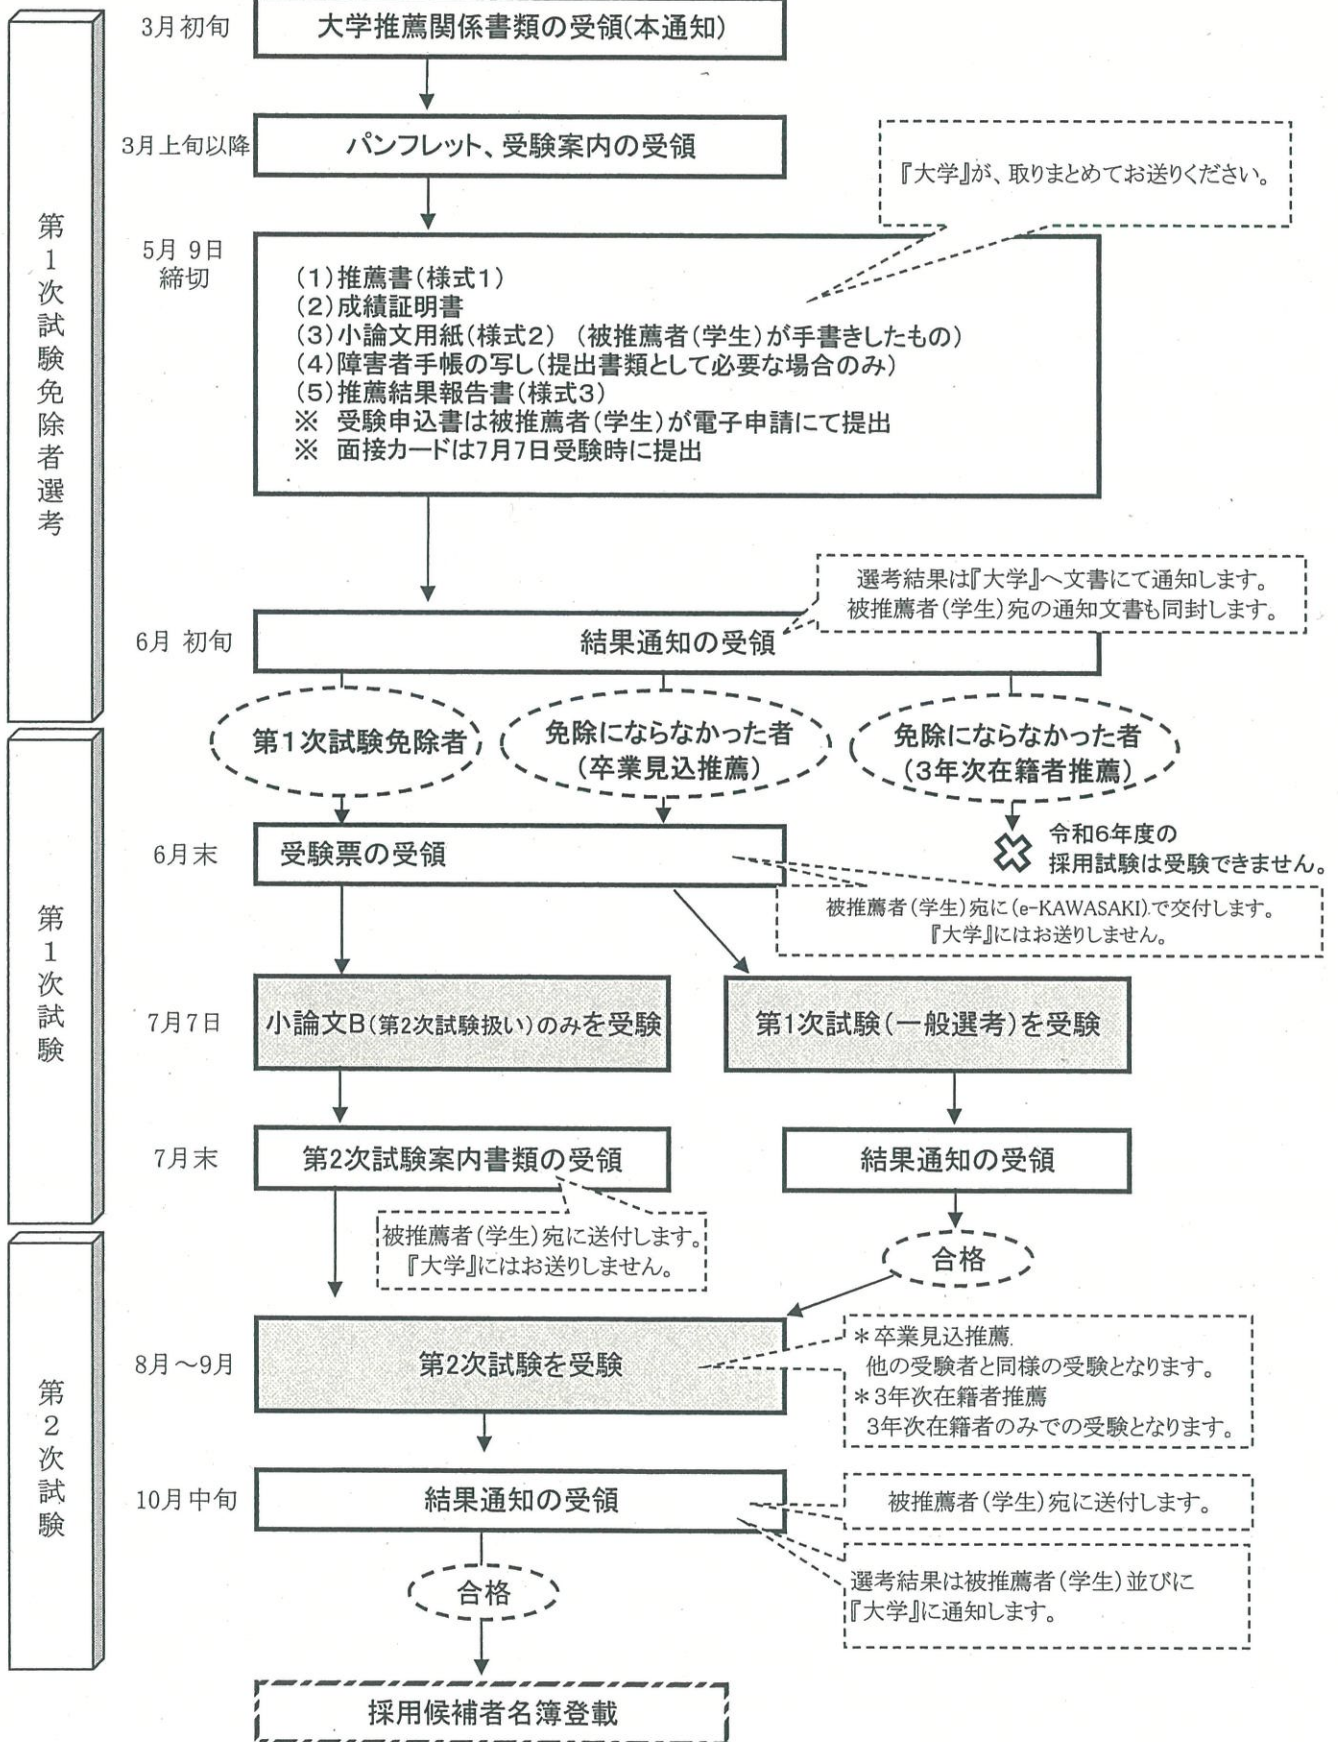 第1次試験免除者選考
3月初旬
大学推薦関係書類の受領(本通知)
3月上旬以降
パンフレット、受験案内の受領
『大学』が、取りまとめてお送りください。
5月 9日
締切
(1)推薦書(様式1)
(2)成績証明書
(3)小論文用紙(様式2) (被推薦者(学生)が手書きしたもの)
(4)障害者手帳の写し(提出書類として必要な場合のみ)
(5)推薦結果報告書(様式3)
※ 受験申込書は被推薦者(学生)が電子申請にて提出
※ 面接カードは7月7日受験時に提出
選考結果は『大学』へ文書にて通知します。
被推薦者(学生)宛の通知文書も同封します。
6月 初旬
結果通知の受領
第1次試験免除者
免除にならなかった者
(卒業見込推薦)
免除にならなかった者
(3年次在籍者推薦)
第1次試験
6月末
受験票の受領
令和6年度の
採用試験は受験できません。
被推薦者(学生)宛に(e-KAWASAKI)で交付します。
『大学』にはお送りしません。
7月7日
小論文B(第2次試験扱い)のみを受験
第1次試験(一般選考)を受験
7月末
第2次試験案内書類の受領
結果通知の受領
被推薦者(学生)宛に送付します。
『大学』にはお送りしません。
合格
第2次試験
8月～9月
第2次試験を受験
＊卒業見込推薦
他の受験者と同様の受験となります。
＊3年次在籍者推薦
3年次在籍者のみでの受験となります。
10月中旬
結果通知の受領
被推薦者(学生)宛に送付します。
選考結果は被推薦者(学生)並びに
『大学』に通知します。
合格
採用候補者名簿登載